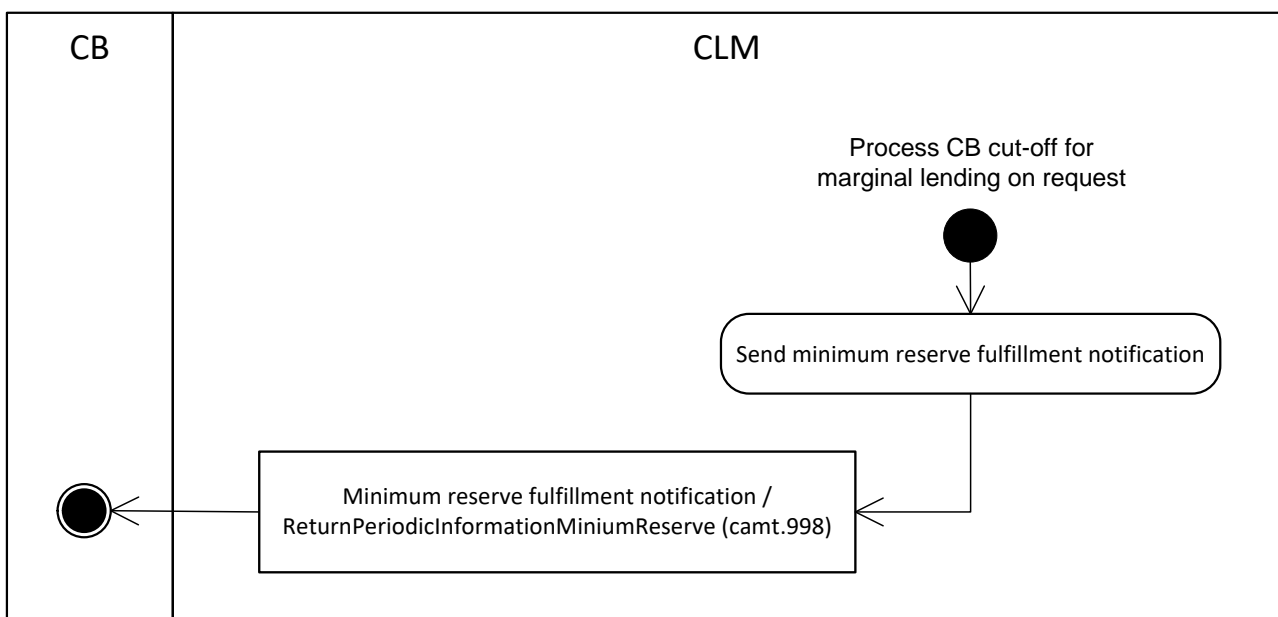 CB
CLM
Process CB cut-off for
marginal lending on request
Send minimum reserve fulfillment notification
Minimum reserve fulfillment notification /
ReturnPeriodicInformationMiniumReserve (camt.998)